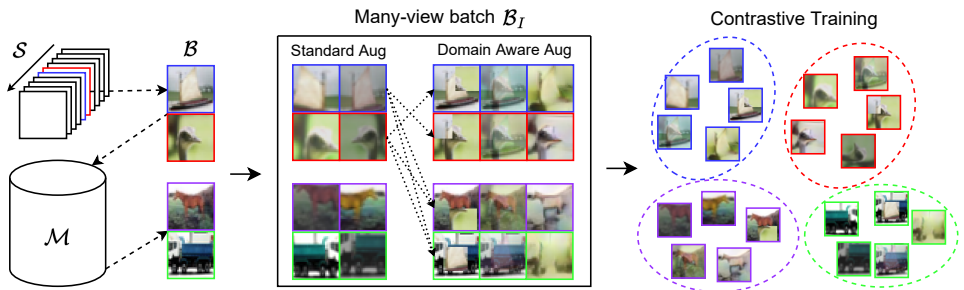 Many-view batch 𝓑_I
Contrastive Training
𝓢
𝓑
Standard Aug
Domain Aware Aug
𝓜